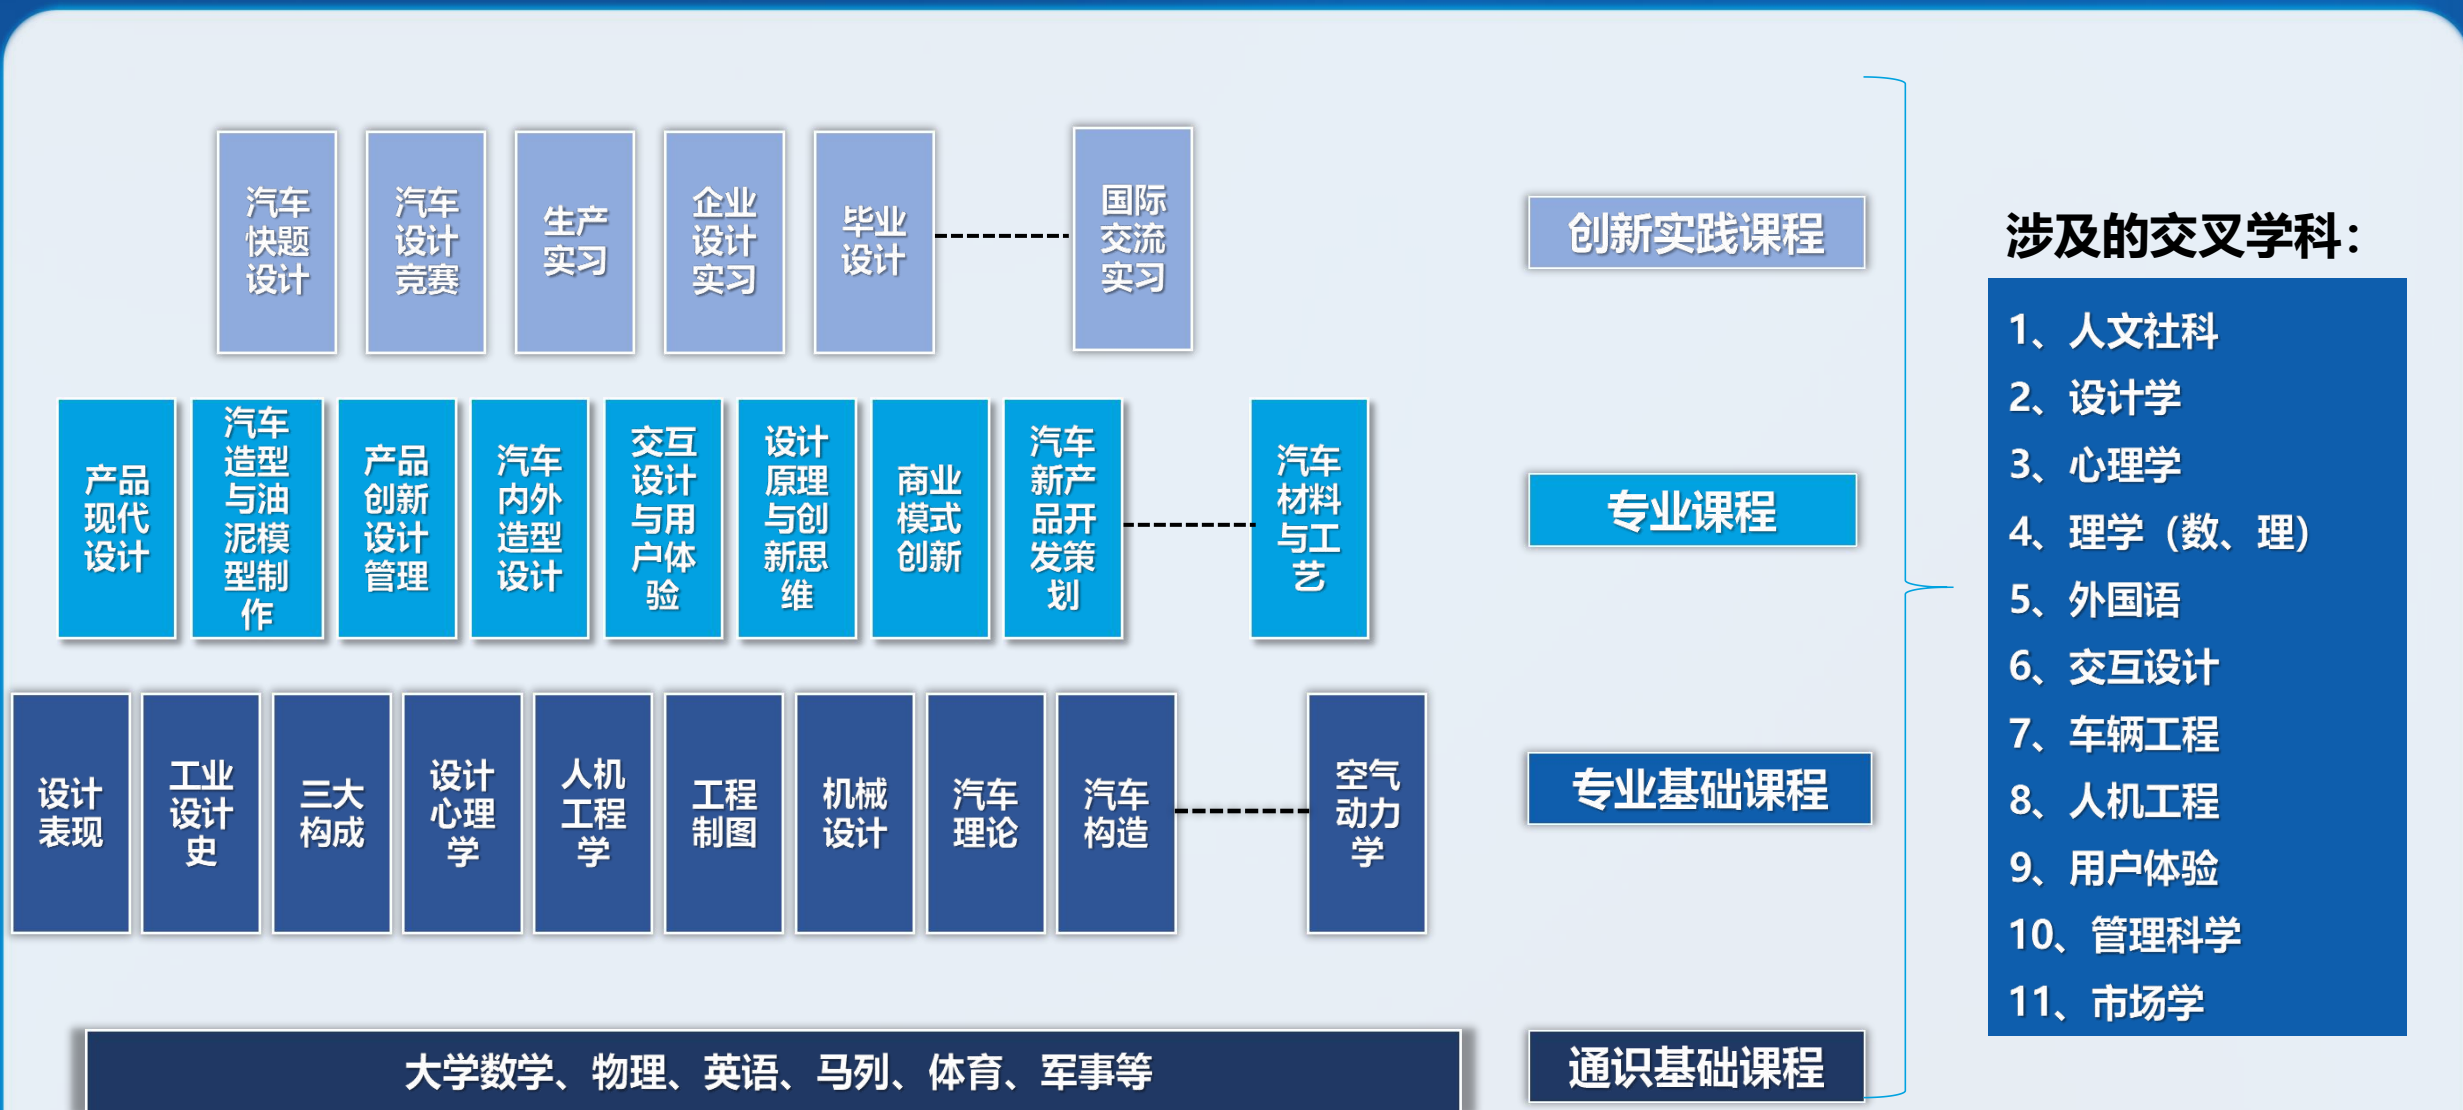 汽车
快题
设计
汽车
设计
竞赛
生产
实习
企业
设计
实习
毕业
设计
国际
交流
实习
创新实践课程
产品
现代
设计
汽车
造型
与油
泥模
型制
作
产品
创新
设计
管理
汽车
内外
造型
设计
交互
设计
与用
户体
验
设计
原理
与创
新思
维
商业
模式
创新
汽车
新产
品开
发策
划
汽车
材料
与工
艺
专业课程
设计
表现
工业
设计
史
三大
构成
设计
心理
学
人机
工程
学
工程
制图
机械
设计
汽车
理论
汽车
构造
空气
动力
学
专业基础课程
大学数学、物理、英语、马列、体育、军事等
通识基础课程
涉及的交叉学科：
1、人文社科
2、设计学
3、心理学
4、理学（数、理）
5、外国语
6、交互设计
7、车辆工程
8、人机工程
9、用户体验
10、管理科学
11、市场学